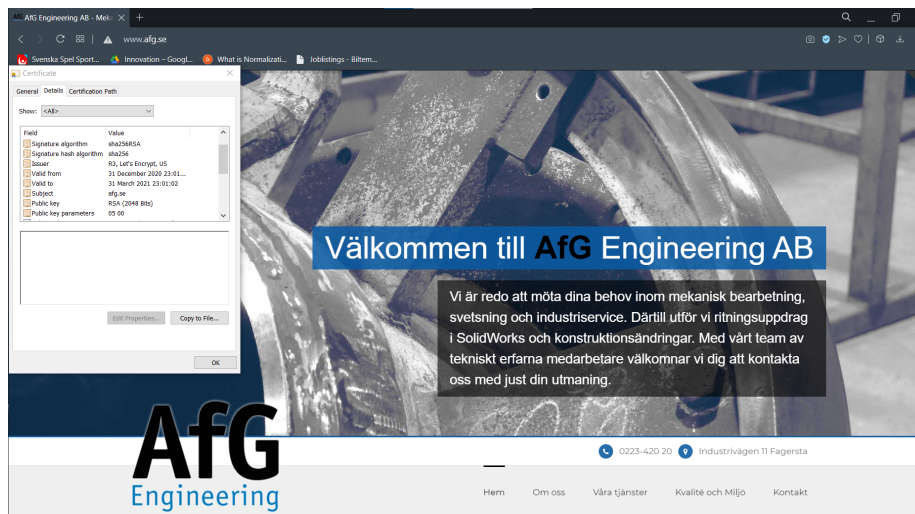 AfG Engineering AB - Mek
www.afg.se
Svenska Spel Sport...
Innovation – Googl...
What is Normalizati...
Joblistings - Biltem...
Certificate
General Details Certification Path
Show: <All>
Field Value
Signature algorithm sha256RSA
Signature hash algorithm sha256
Issuer R3, Let's Encrypt, US
Valid from 31 December 2020 23:01...
Valid to 31 March 2021 23:01:02
Subject afg.se
Public key RSA (2048 Bits)
Public key parameters 05 00
Edit Properties... Copy to File...
OK
Välkommen till AfG Engineering AB
Vi är redo att möta dina behov inom mekanisk bearbetning,
svetsning och industriservice. Därtill utför vi ritningsuppdrag
i SolidWorks och konstruktionsändringar. Med vårt team av
tekniskt erfarna medarbetare välkomnar vi dig att kontakta
oss med just din utmaning.
AfG
Engineering
0223-420 20 Industrivägen 11 Fagersta
Hem Om oss Våra tjänster Kvalité och Miljö Kontakt